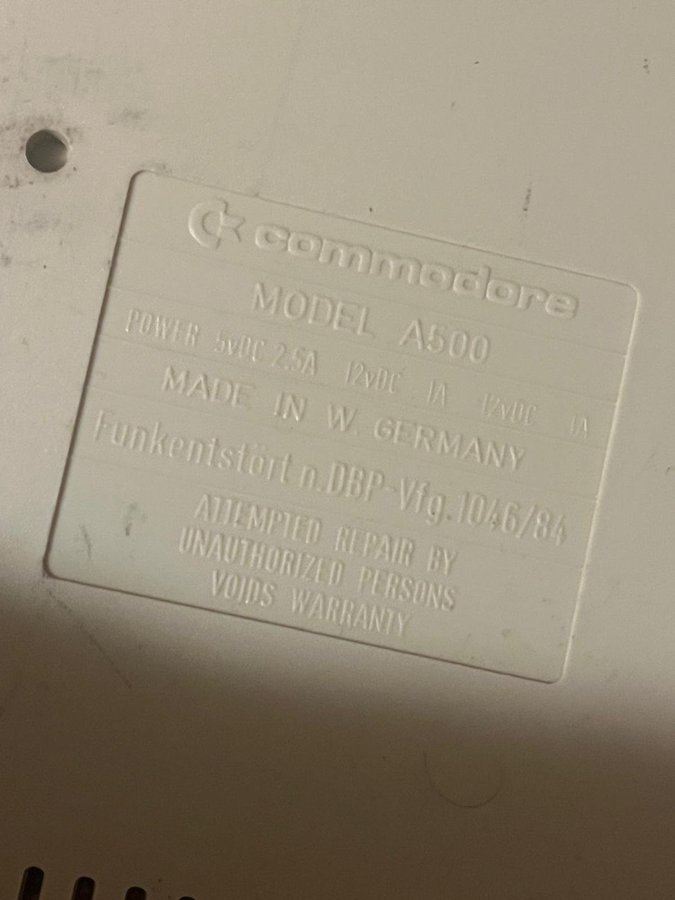 commodore
MODEL A500
POWER 5vDC 2.5A 12vDC .1A -12vDC .1A
MADE IN W. GERMANY
Funkentstört n.DBP-Vfg.1046/84
ATTEMPTED REPAIR BY
UNAUTHORIZED PERSONS
VOIDS WARRANTY